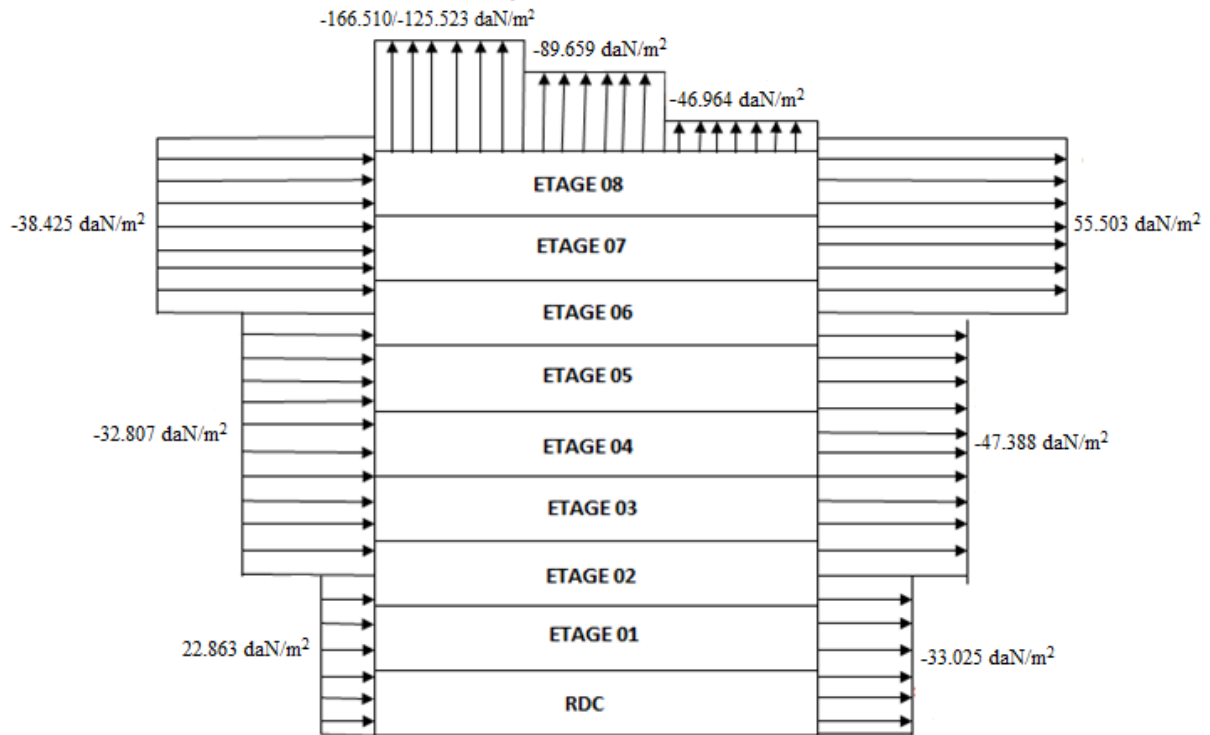 -166.510/-125.523 daN/m²
-89.659 daN/m²
-46.964 daN/m²
ETAGE 08
-38.425 daN/m²
55.503 daN/m²
ETAGE 07
ETAGE 06
ETAGE 05
-32.807 daN/m²
-47.388 daN/m²
ETAGE 04
ETAGE 03
ETAGE 02
ETAGE 01
22.863 daN/m²
-33.025 daN/m²
RDC